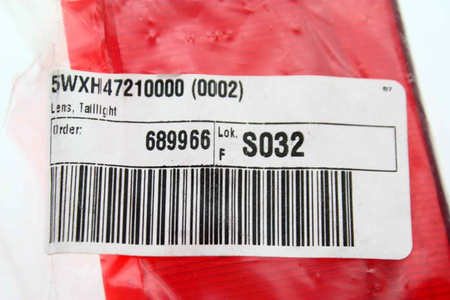 5WXH47210000 (0002)
Lens, Taillight
Order: 689966
Lok. F S032